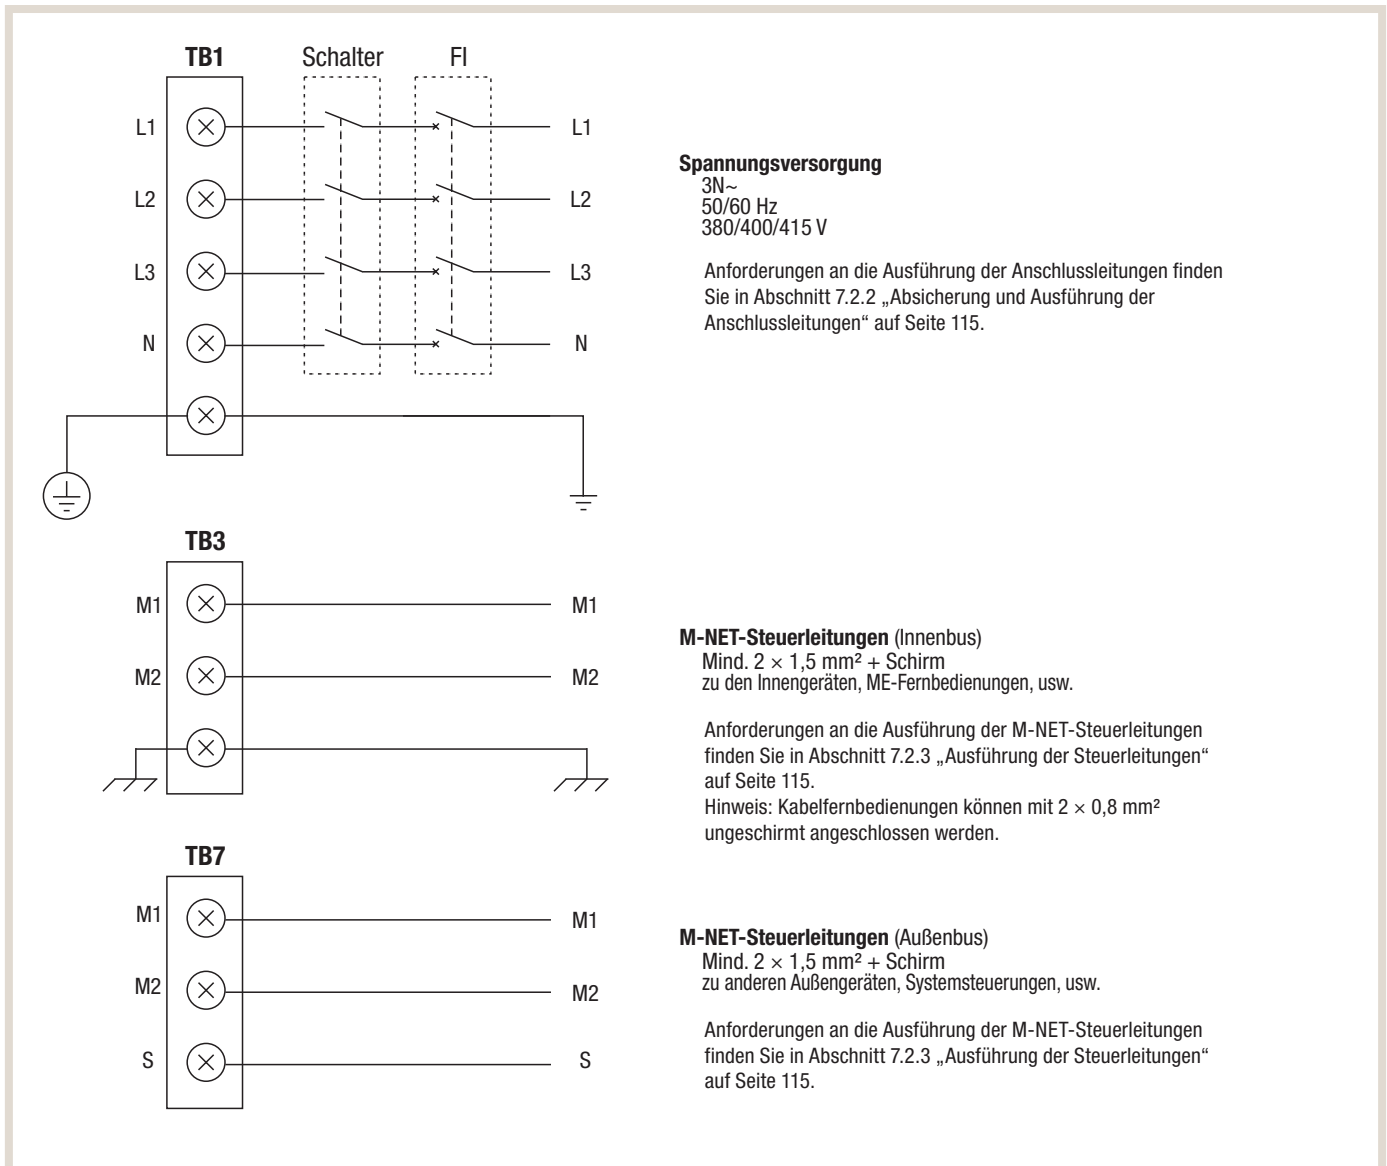 TB1 Schalter FI
L1 L1
L2 L2
L3 L3
N N
Spannungsversorgung
3N~
50/60 Hz
380/400/415 V
Anforderungen an die Ausführung der Anschlussleitungen finden
Sie in Abschnitt 7.2.2 „Absicherung und Ausführung der
Anschlussleitungen“ auf Seite 115.
TB3
M1 M1
M2 M2
M-NET-Steuerleitungen (Innenbus)
Mind. 2 × 1,5 mm² + Schirm
zu den Innengeräten, ME-Fernbedienungen, usw.
Anforderungen an die Ausführung der M-NET-Steuerleitungen
finden Sie in Abschnitt 7.2.3 „Ausführung der Steuerleitungen“
auf Seite 115.
Hinweis: Kabelfernbedienungen können mit 2 × 0,8 mm²
ungeschirmt angeschlossen werden.
TB7
M1 M1
M2 M2
S S
M-NET-Steuerleitungen (Außenbus)
Mind. 2 × 1,5 mm² + Schirm
zu anderen Außengeräten, Systemsteuerungen, usw.
Anforderungen an die Ausführung der M-NET-Steuerleitungen
finden Sie in Abschnitt 7.2.3 „Ausführung der Steuerleitungen“
auf Seite 115.